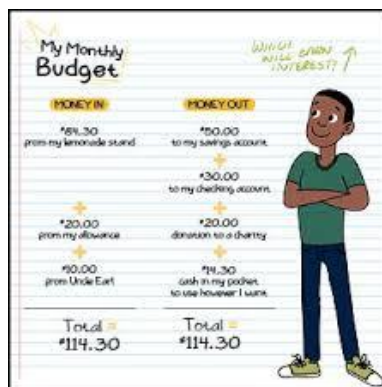 My Monthly
Budget
WHICH
WILL EARN
INTEREST?
MONEY IN
$84.30
from my lemonade stand
+
$20.00
from my allowance
+
$10.00
from Uncle Earl
Total =
$114.30
MONEY OUT
$50.00
to my savings account
+
$30.00
to my checking account
+
$20.00
donation to a charity
+
$14.30
cash in my pocket
to use however I want
Total =
$114.30